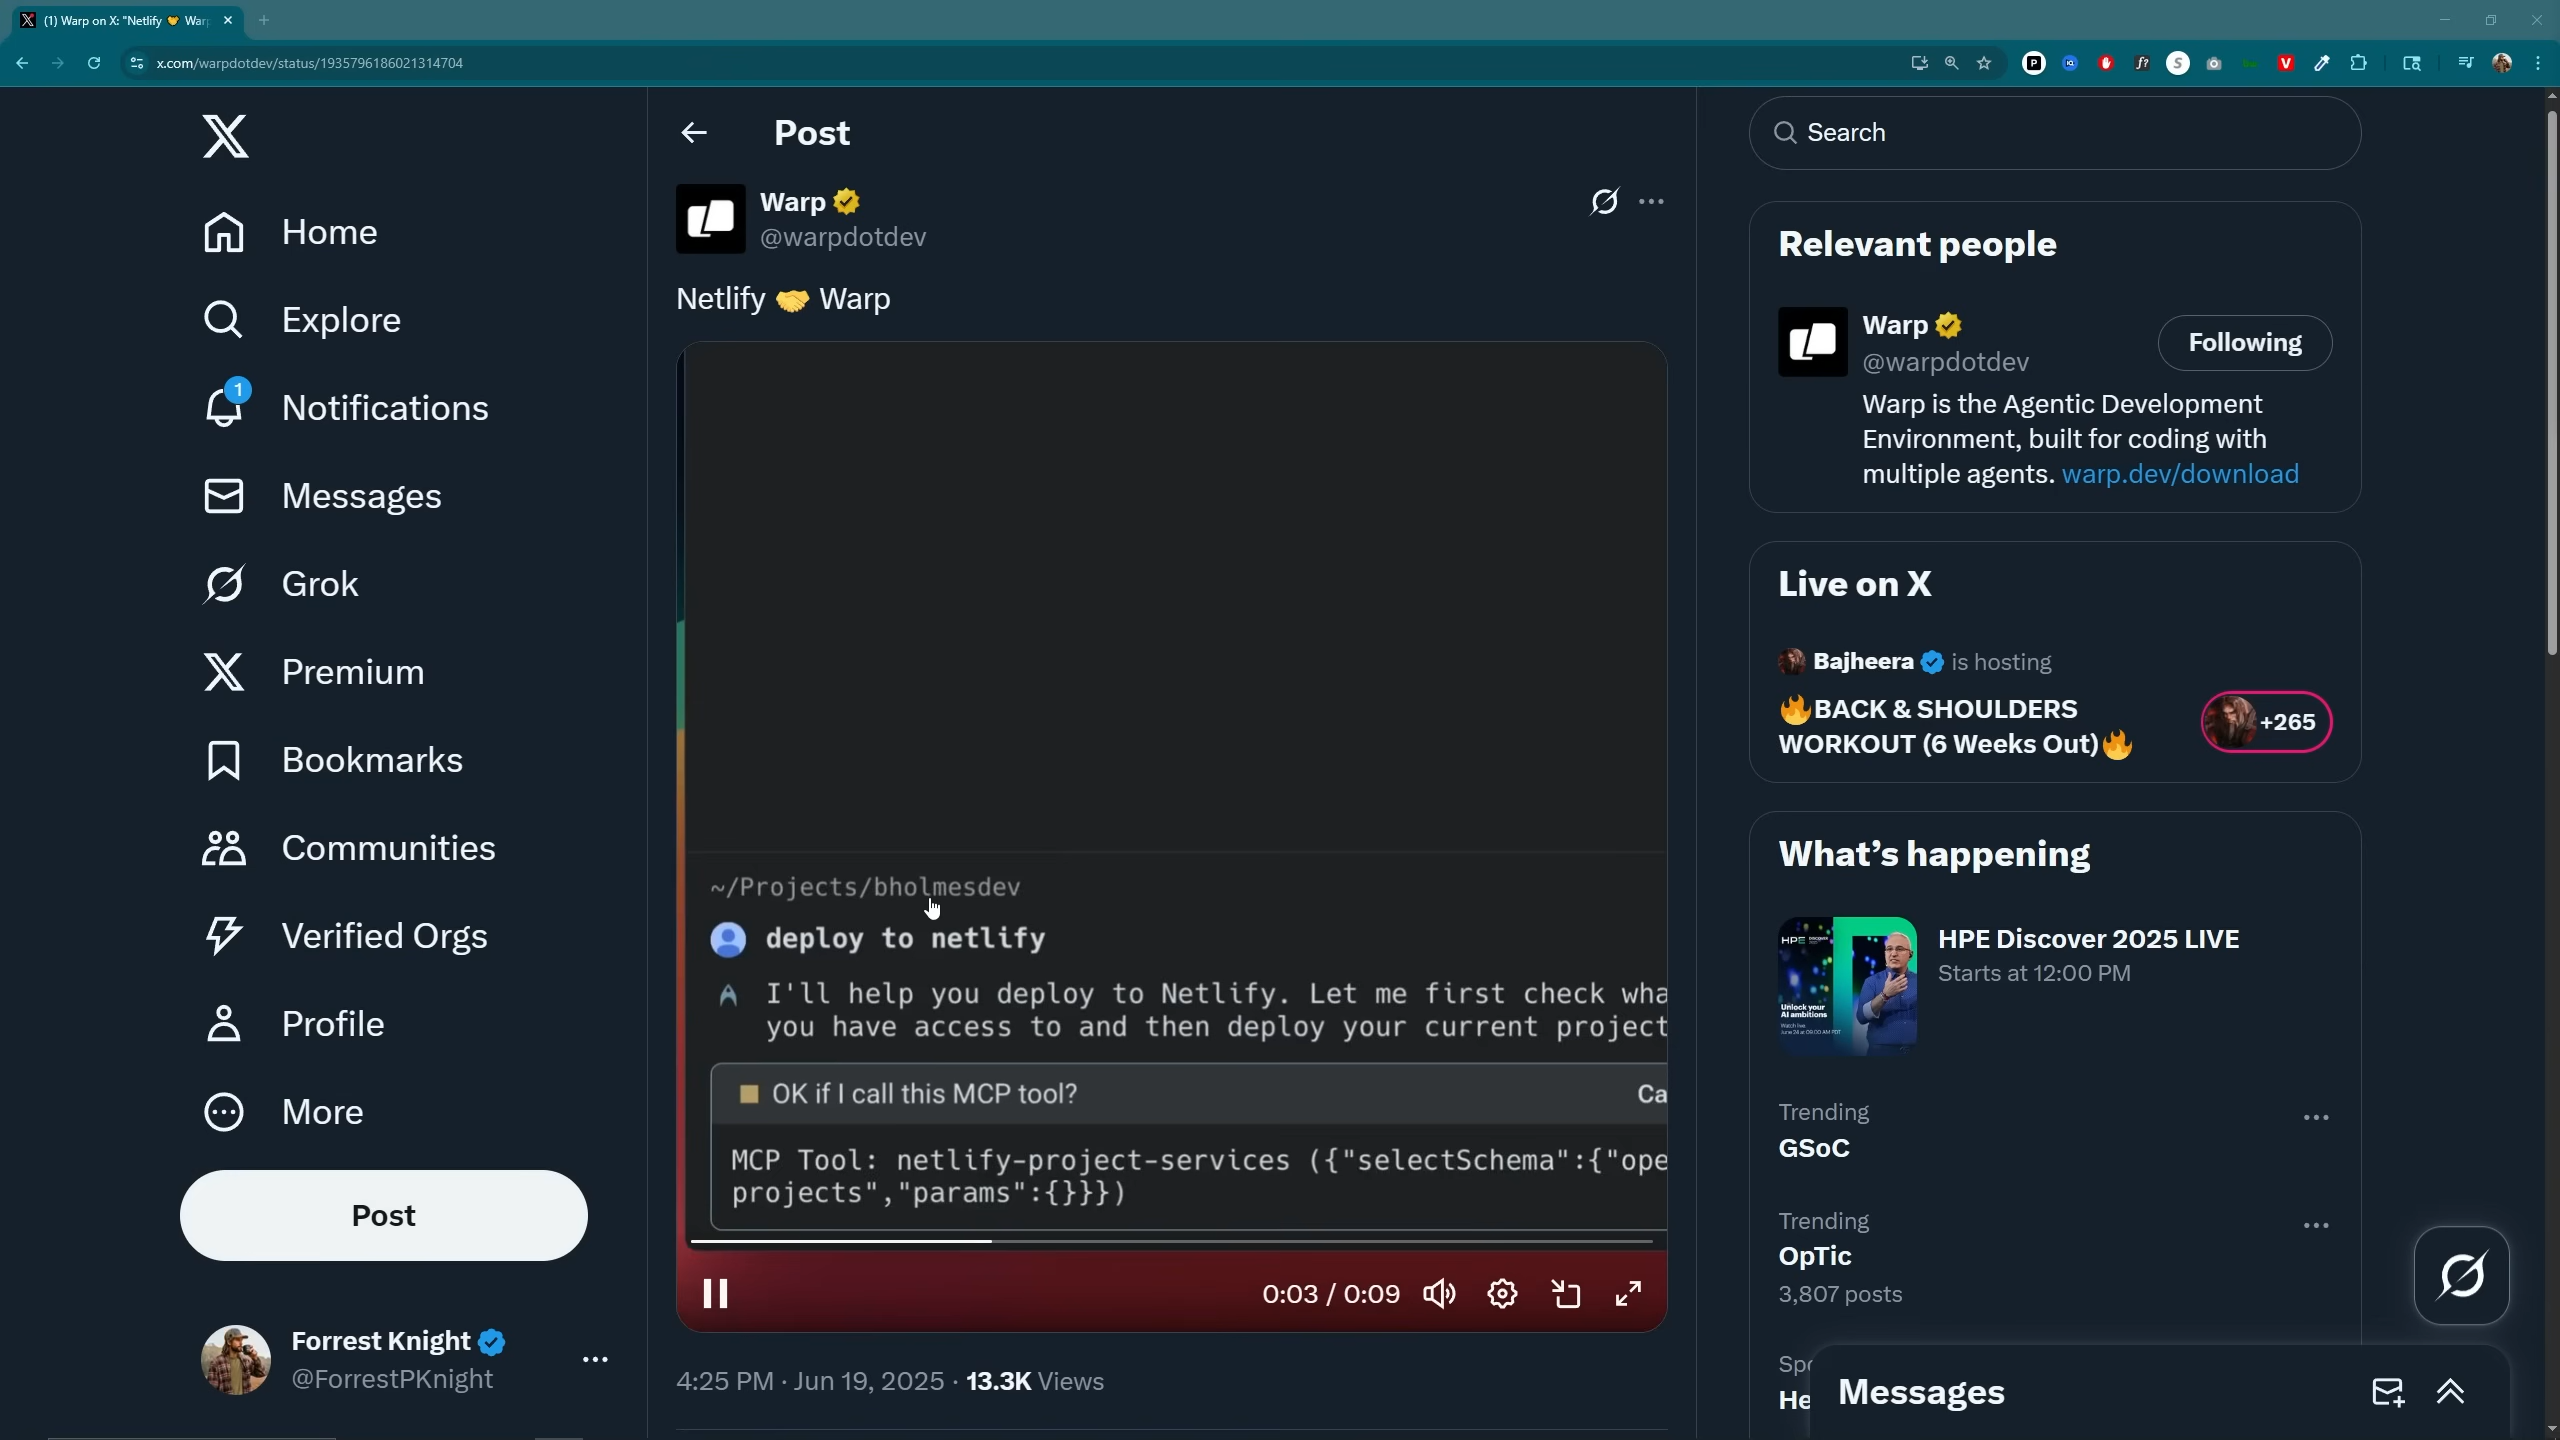 (1) Warp on X: "Netlify 🤝 Warp
x.com/warpdotdev/status/1935796186021314704
Home
Explore
1
Notifications
Messages
Grok
Premium
Bookmarks
Communities
Verified Orgs
Profile
More
Post
Forrest Knight
@ForrestPKnight
Post
Warp
@warpdotdev
Netlify 🤝 Warp
~/Projects/bholmesdev
deploy to netlify
I'll help you deploy to Netlify. Let me first check wha
you have access to and then deploy your current project
OK if I call this MCP tool?
Ca
MCP Tool: netlify-project-services ({"selectSchema":{"ope
projects","params":{}}})
0:03 / 0:09
4:25 PM · Jun 19, 2025 · 13.3K Views
Search
Relevant people
Warp
@warpdotdev
Following
Warp is the Agentic Development
Environment, built for coding with
multiple agents. warp.dev/download
Live on X
Bajheera is hosting
🔥BACK & SHOULDERS
WORKOUT (6 Weeks Out)🔥
+265
What's happening
HPE
Unlock your
AI ambitions
HPE Discover 2025 LIVE
Starts at 12:00 PM
Trending
GSoC
Trending
OpTic
3,807 posts
Messages